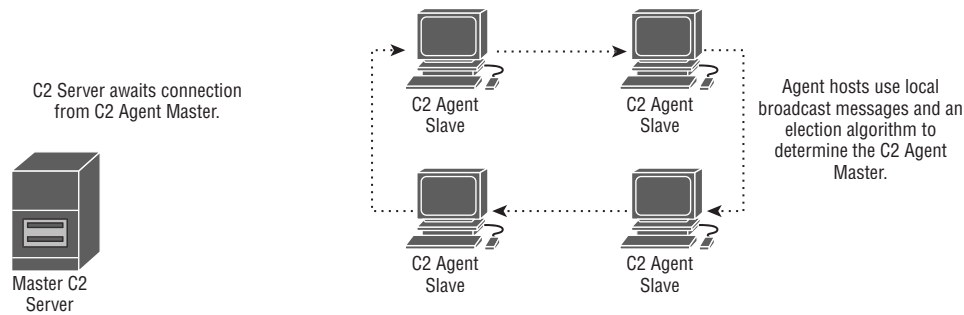 C2 Server awaits connection
from C2 Agent Master.
Master C2
Server
C2 Agent
Slave
C2 Agent
Slave
C2 Agent
Slave
C2 Agent
Slave
Agent hosts use local
broadcast messages and an
election algorithm to
determine the C2 Agent
Master.